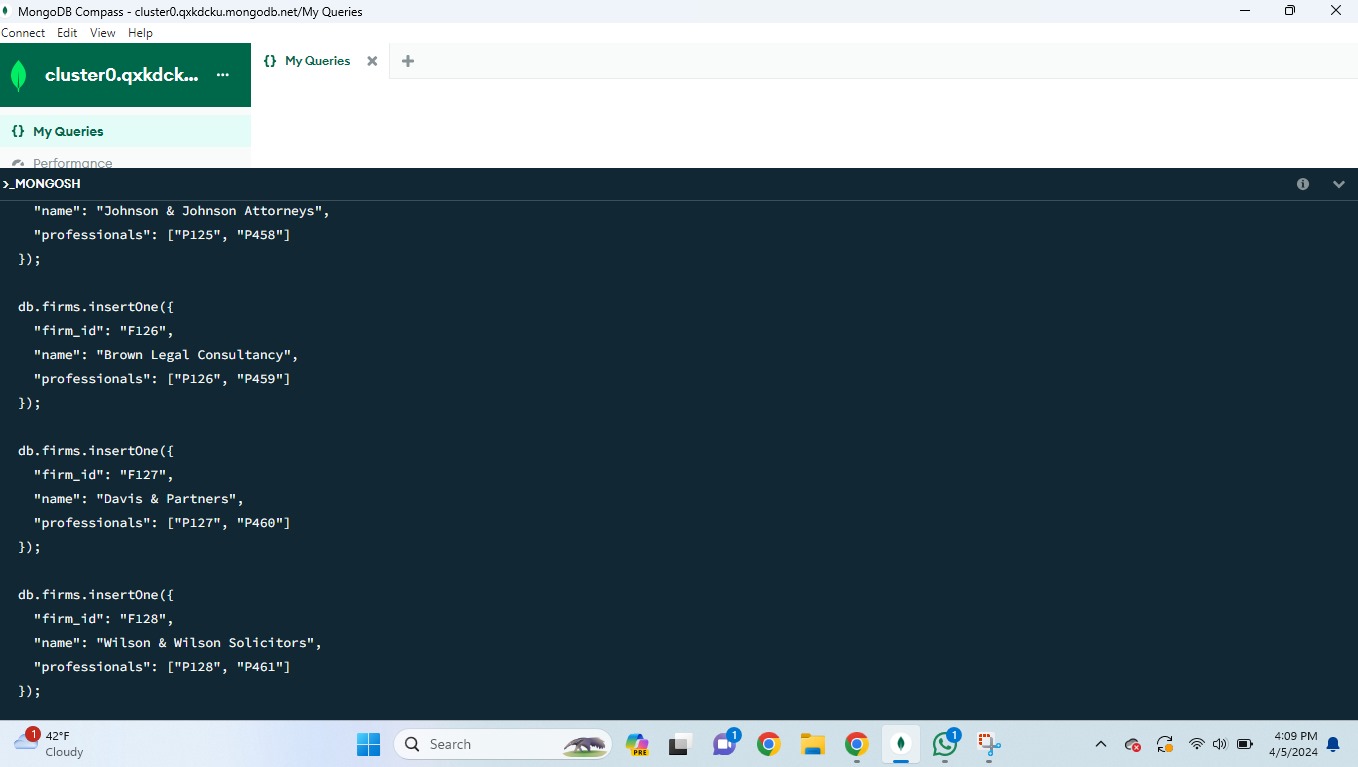 MongoDB Compass - cluster0.qxkdcku.mongodb.net/My Queries
Connect Edit View Help
cluster0.qxkdck... ...
{} My Queries
{} My Queries
Performance
>_MONGOSH
"name": "Johnson & Johnson Attorneys",
"professionals": ["P125", "P458"]
});
db.firms.insertOne({
"firm_id": "F126",
"name": "Brown Legal Consultancy",
"professionals": ["P126", "P459"]
});
db.firms.insertOne({
"firm_id": "F127",
"name": "Davis & Partners",
"professionals": ["P127", "P460"]
});
db.firms.insertOne({
"firm_id": "F128",
"name": "Wilson & Wilson Solicitors",
"professionals": ["P128", "P461"]
});
1
42°F
Cloudy
Search
PRE
1
1
4:09 PM
4/5/2024